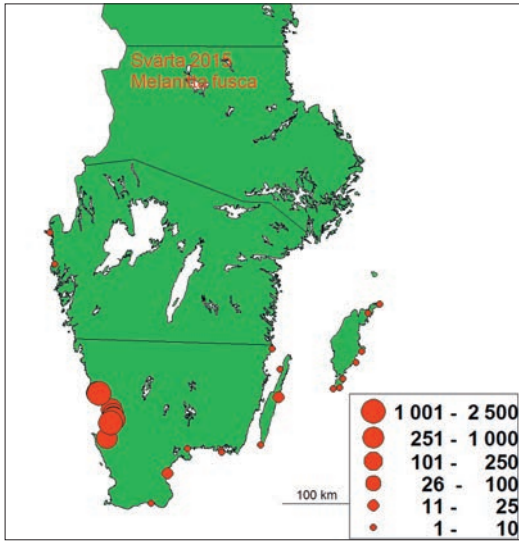 Svärta 2015
Melanitta fusca
100 km
1 001 - 2 500
251 - 1 000
101 - 250
26 - 100
11 - 25
1 - 10